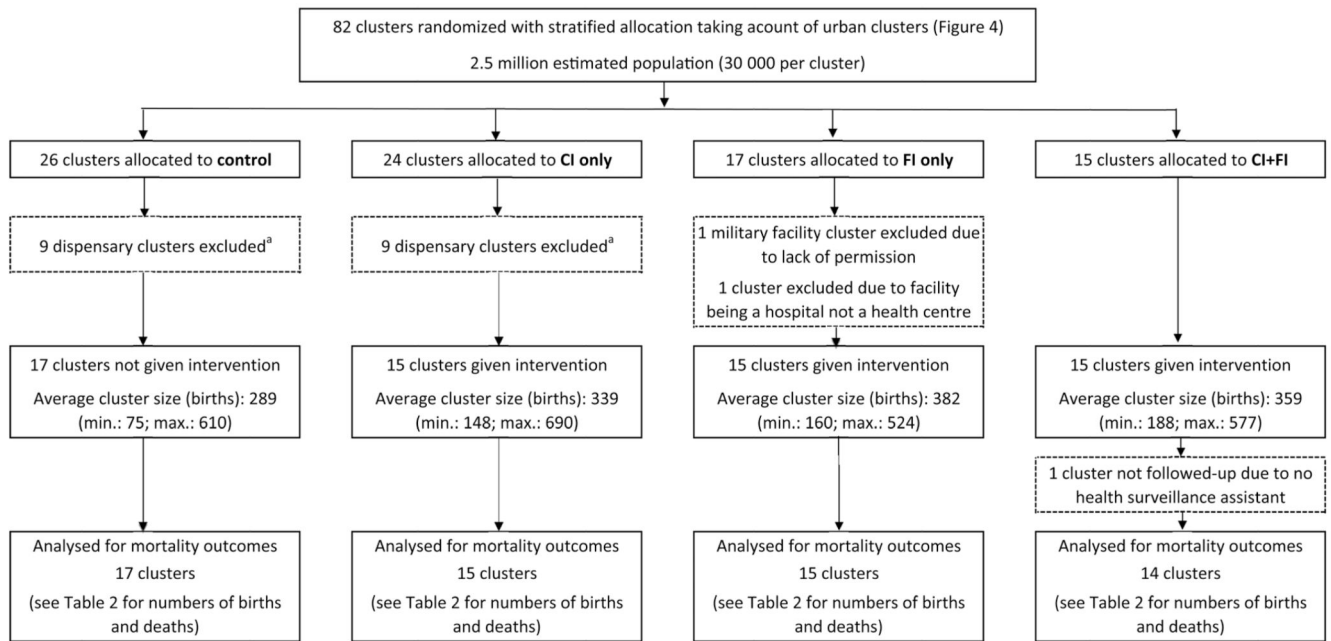 82 clusters randomized with stratified allocation taking account of urban clusters (Figure 4)
2.5 million estimated population (30 000 per cluster)
26 clusters allocated to control
24 clusters allocated to CI only
17 clusters allocated to FI only
15 clusters allocated to CI+FI
9 dispensary clusters excludedᵃ
9 dispensary clusters excludedᵃ
1 military facility cluster excluded due
to lack of permission
1 cluster excluded due to facility
being a hospital not a health centre
17 clusters not given intervention
Average cluster size (births): 289
(min.: 75; max.: 610)
15 clusters given intervention
Average cluster size (births): 339
(min.: 148; max.: 690)
15 clusters given intervention
Average cluster size (births): 382
(min.: 160; max.: 524)
15 clusters given intervention
Average cluster size (births): 359
(min.: 188; max.: 577)
1 cluster not followed-up due to no
health surveillance assistant
Analysed for mortality outcomes
17 clusters
(see Table 2 for numbers of births
and deaths)
Analysed for mortality outcomes
15 clusters
(see Table 2 for numbers of births
and deaths)
Analysed for mortality outcomes
15 clusters
(see Table 2 for numbers of births
and deaths)
Analysed for mortality outcomes
14 clusters
(see Table 2 for numbers of births
and deaths)